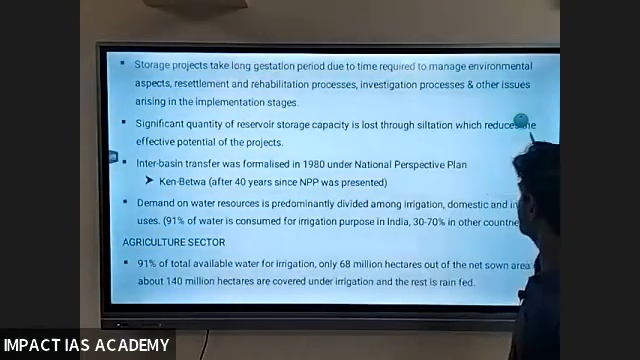 Storage projects take long gestation period due to time required to manage environmental
aspects, resettlement and rehabilitation processes, investigation processes & other issues
arising in the implementation stages.
Significant quantity of reservoir storage capacity is lost through siltation which reduces the
effective potential of the projects.
Inter-basin transfer was formalised in 1980 under National Perspective Plan
Ken-Betwa (after 40 years since NPP was presented)
Demand on water resources is predominantly divided among irrigation, domestic and
uses. (91% of water is consumed for irrigation purpose in India, 30-70% in other
AGRICULTURE SECTOR
91% of total available water for irrigation, only 68 million hectares out of the net sown area
about 140 million hectares are covered under irrigation and the rest is rain fed.
IMPACT IAS ACADEMY